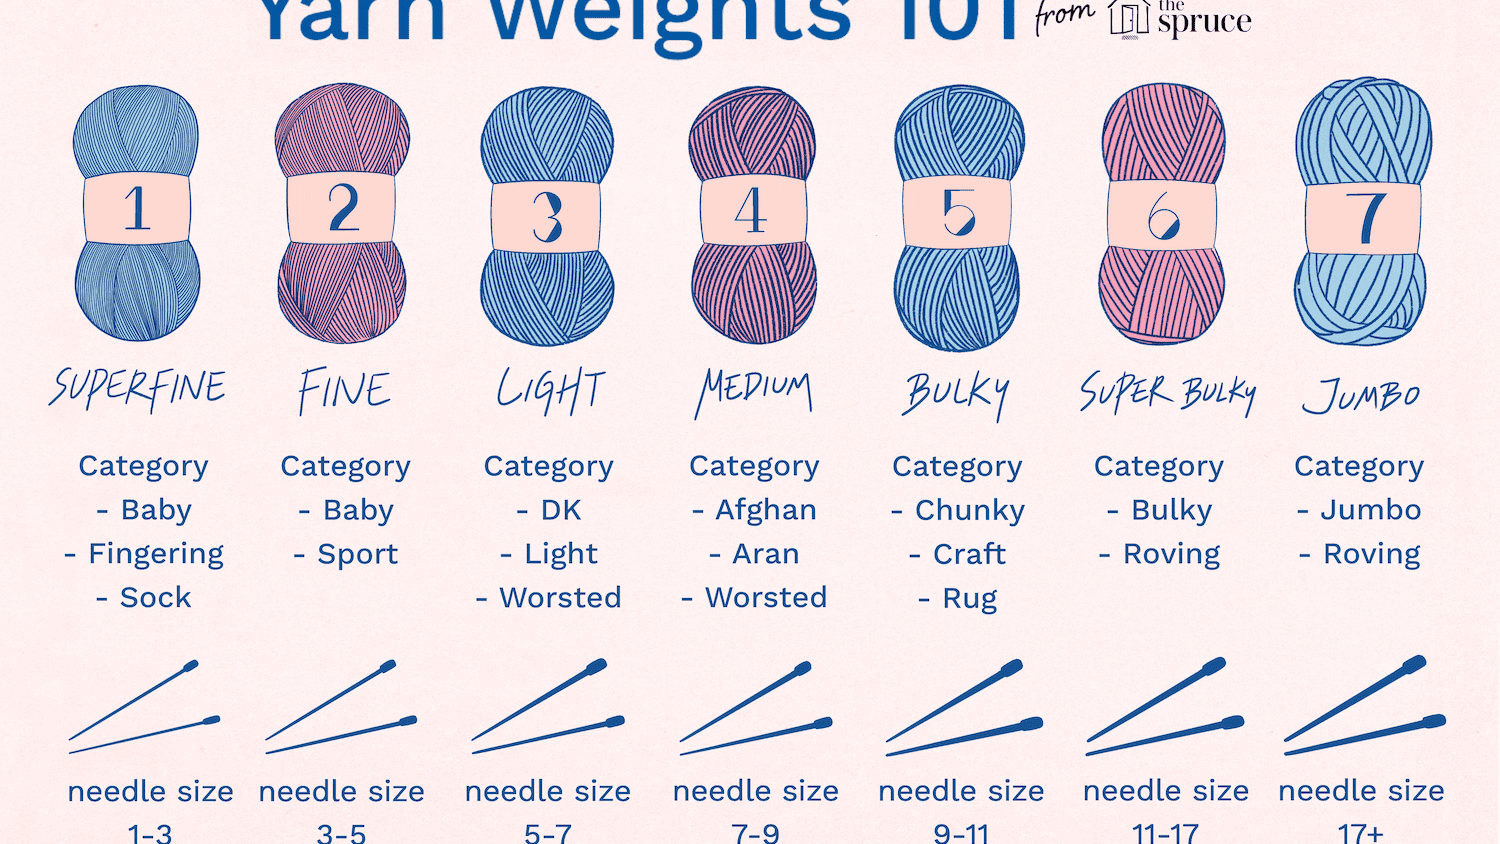 Yarn Weights 101 from the spruce
1 2 3 4 5 6 7
SUPERFINE FINE LIGHT MEDIUM BULKY SUPER BULKY JUMBO
Category Category Category Category Category Category Category
- Baby - Baby - DK - Afghan - Chunky - Bulky - Jumbo
- Fingering - Sport - Light - Aran - Craft - Roving - Roving
- Sock - Worsted - Worsted - Rug
needle size needle size needle size needle size needle size needle size needle size
1-3 3-5 5-7 7-9 9-11 11-17 17+